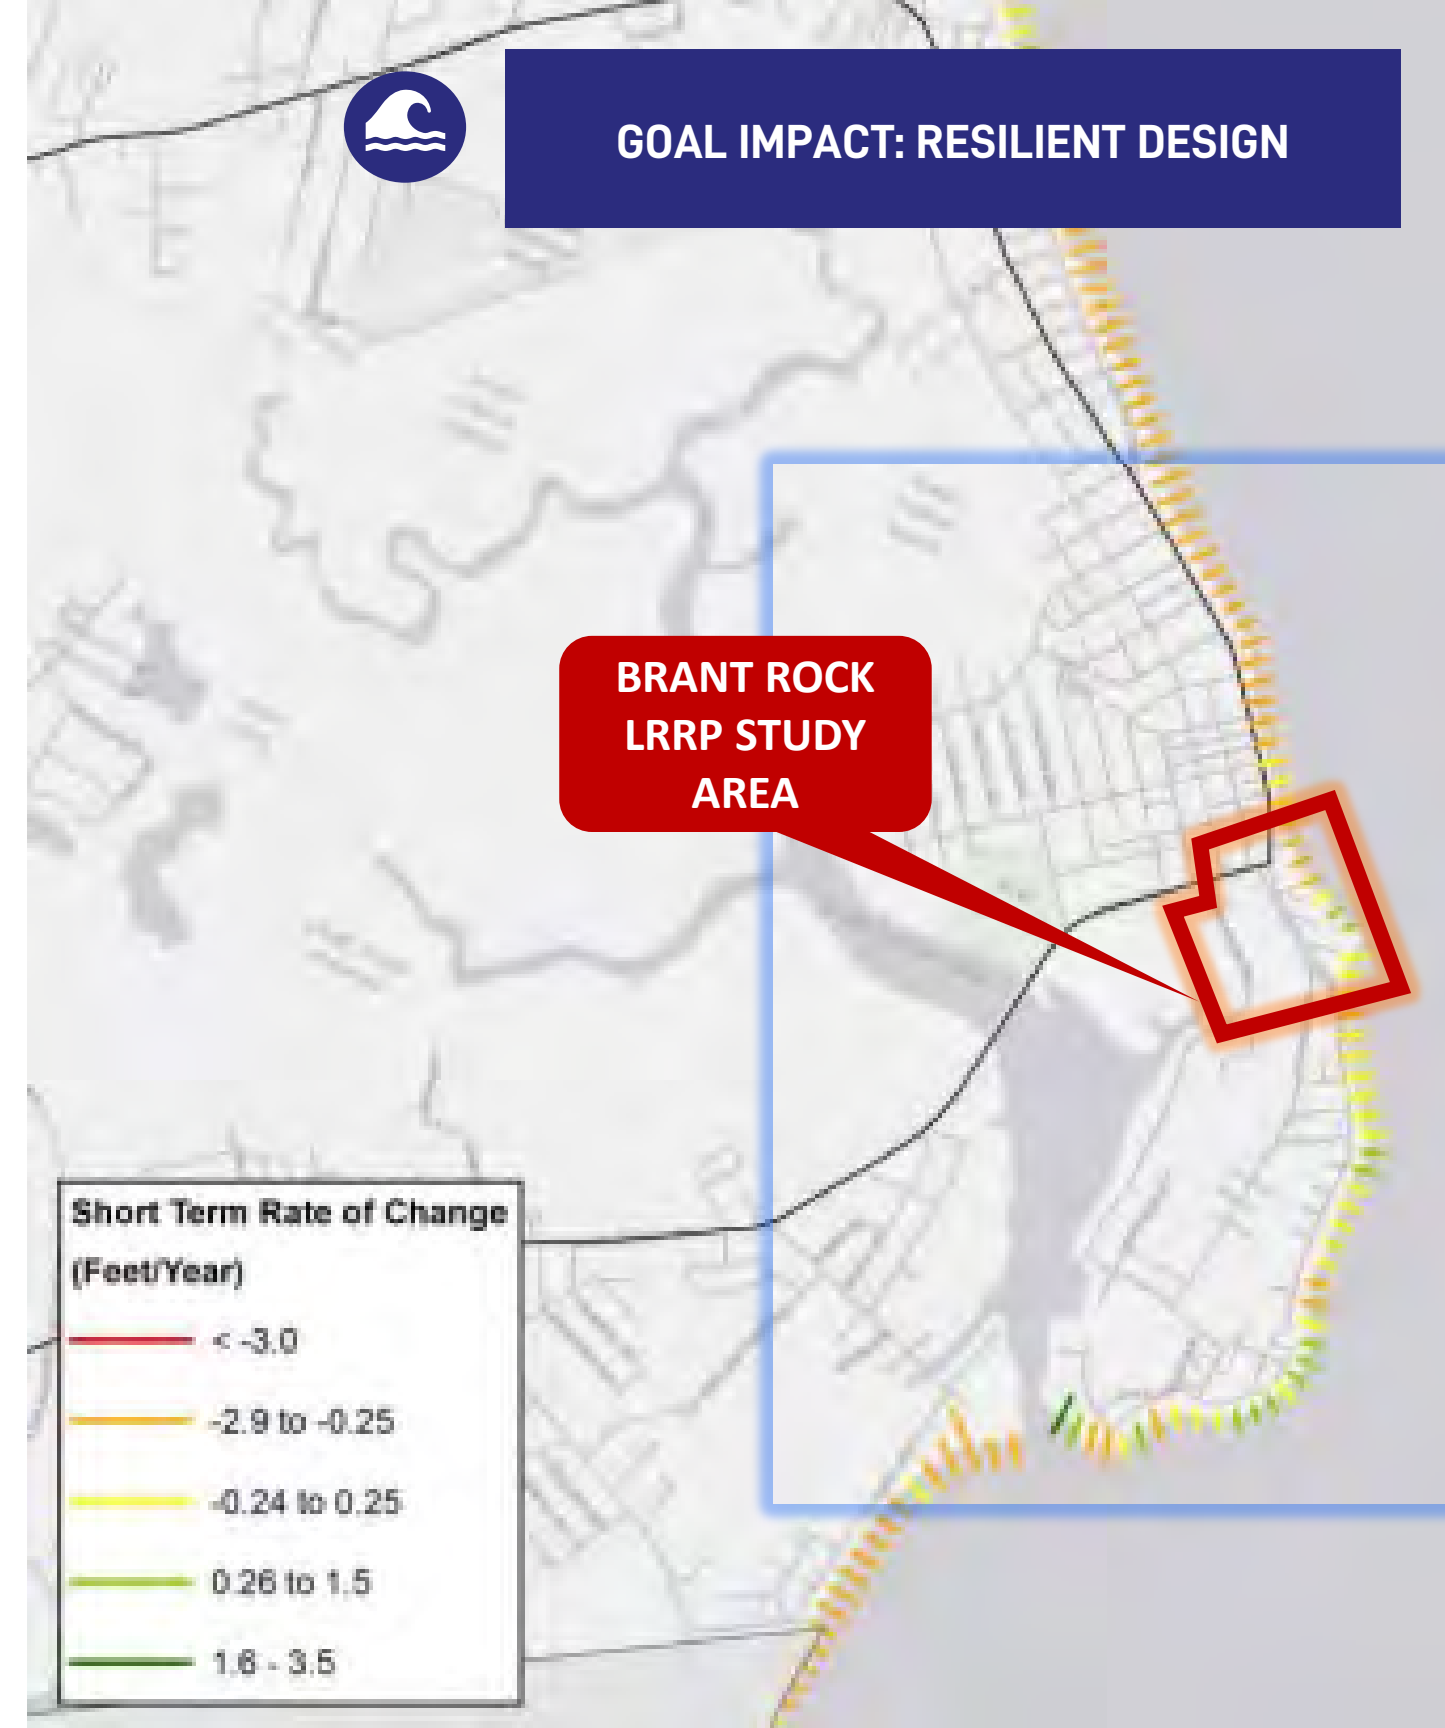 GOAL IMPACT: RESILIENT DESIGN
BRANT ROCK
LRRP STUDY
AREA
Short Term Rate of Change
(Feet/Year)
< -3.0
-2.9 to -0.25
-0.24 to 0.25
0.26 to 1.5
1.6 - 3.5